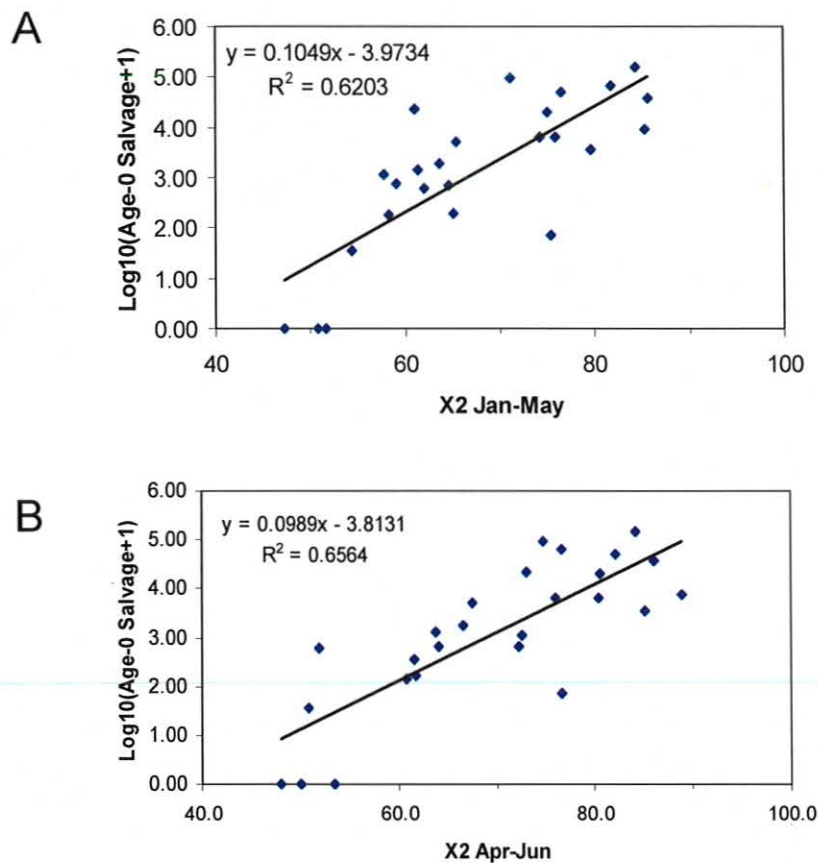 A
y = 0.1049x - 3.9734
R² = 0.6203
Log10(Age-0 Salvage+1)
6.00
5.00
4.00
3.00
2.00
1.00
0.00
40
60
80
100
X2 Jan-May
B
y = 0.0989x - 3.8131
R² = 0.6564
Log10(Age-0 Salvage+1)
6.00
5.00
4.00
3.00
2.00
1.00
0.00
40.0
60.0
80.0
100.0
X2 Apr-Jun